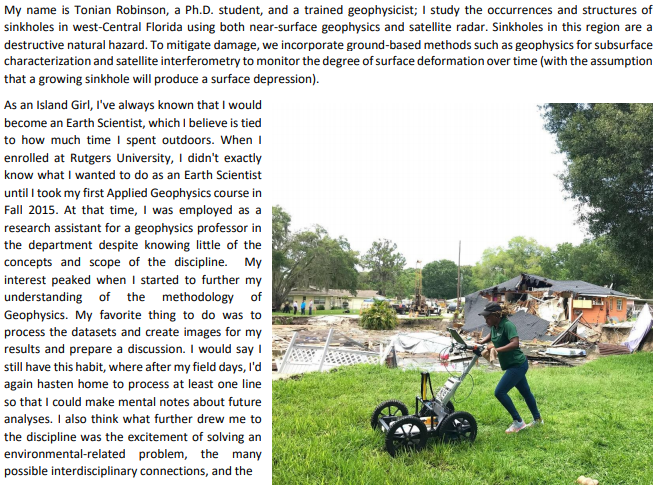 My name is Tonian Robinson, a Ph.D. student, and a trained geophysicist; I study the occurrences and structures of
sinkholes in west-Central Florida using both near-surface geophysics and satellite radar. Sinkholes in this region are a
destructive natural hazard. To mitigate damage, we incorporate ground-based methods such as geophysics for subsurface
characterization and satellite interferometry to monitor the degree of surface deformation over time (with the assumption
that a growing sinkhole will produce a surface depression).
As an Island Girl, I've always known that I would
become an Earth Scientist, which I believe is tied
to how much time I spent outdoors. When I
enrolled at Rutgers University, I didn't exactly
know what I wanted to do as an Earth Scientist
until I took my first Applied Geophysics course in
Fall 2015. At that time, I was employed as a
research assistant for a geophysics professor in
the department despite knowing little of the
concepts and scope of the discipline. My
interest peaked when I started to further my
understanding of the methodology of
Geophysics. My favorite thing to do was to
process the datasets and create images for my
results and prepare a discussion. I would say I
still have this habit, where after my field days, I'd
again hasten home to process at least one line
so that I could make mental notes about future
analyses. I also think what further drew me to
the discipline was the excitement of solving an
environmental-related problem, the many
possible interdisciplinary connections, and the